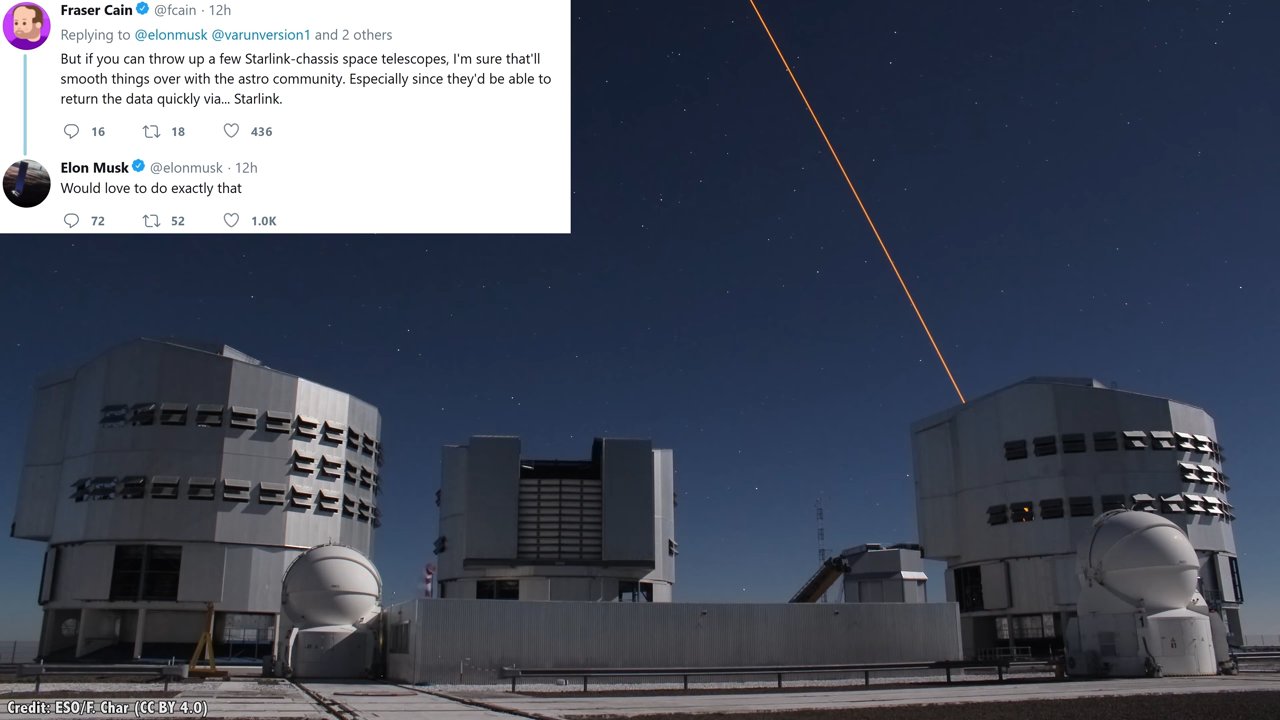 Fraser Cain @fcain · 12h
Replying to @elonmusk @varunversion1 and 2 others
But if you can throw up a few Starlink-chassis space telescopes, I'm sure that'll
smooth things over with the astro community. Especially since they'd be able to
return the data quickly via... Starlink.
16 18 436
Elon Musk @elonmusk · 12h
Would love to do exactly that
72 52 1.0K
Credit: ESO/F. Char (CC BY 4.0)